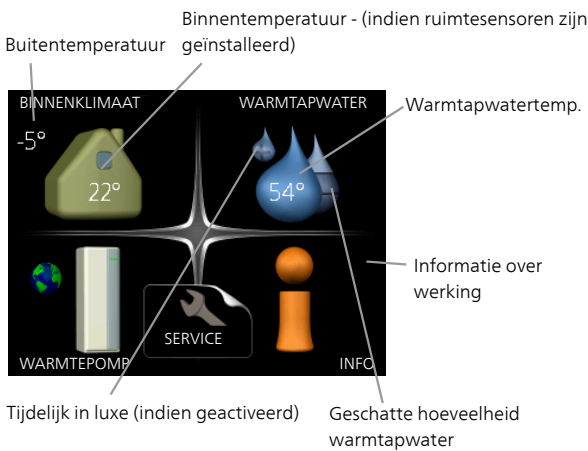 Binnentemperatuur - (indien ruimtesensoren zijn
geïnstalleerd)
Buitentemperatuur
BINNENKLIMAAT
WARMTAPWATER
Warmtapwatertemp.
-5°
22°
54°
Informatie over
werking
SERVICE
WARMTEPOMP
INFO
Tijdelijk in luxe (indien geactiveerd)
Geschatte hoeveelheid
warmtapwater